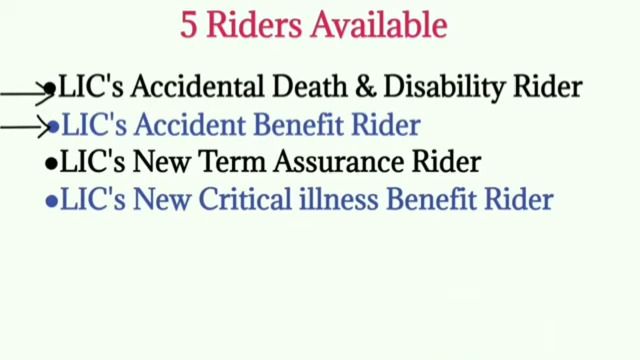 5 Riders Available
•LIC's Accidental Death & Disability Rider
•LIC's Accident Benefit Rider
•LIC's New Term Assurance Rider
•LIC's New Critical illness Benefit Rider